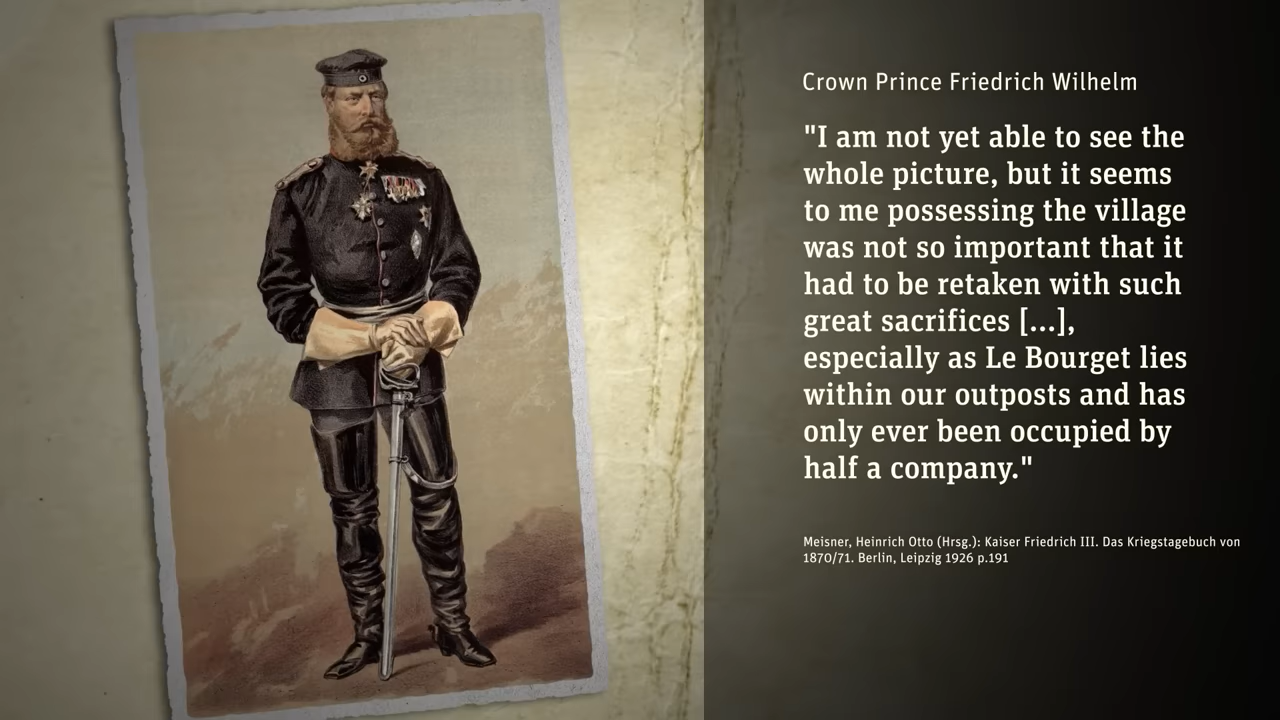 Crown Prince Friedrich Wilhelm
"I am not yet able to see the
whole picture, but it seems
to me possessing the village
was not so important that it
had to be retaken with such
great sacrifices [...],
especially as Le Bourget lies
within our outposts and has
only ever been occupied by
half a company."
Meisner, Heinrich Otto (Hrsg.): Kaiser Friedrich III. Das Kriegstagebuch von
1870/71. Berlin, Leipzig 1926 p.191